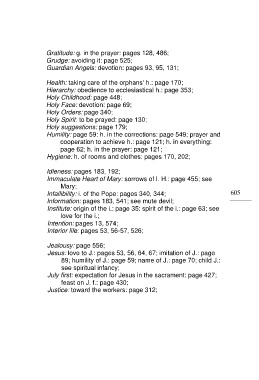 Gratitude: g. in the prayer: pages 128, 486;
Grudge: avoiding it: page 525;
Guardian Angels: devotion: pages 93, 95, 131;
Health: taking care of the orphans' h.: page 170;
Hierarchy: obedience to ecclesiastical h.: page 353;
Holy Childhood: page 448;
Holy Face: devotion: page 69;
Holy Orders: page 340;
Holy Spirit: to be prayed: page 130;
Holy suggestions: page 179;
Humility: page 59; h. in the corrections: page 549; prayer and
cooperation to achieve h.: page 121; h. in everything:
page 62; h. in the prayer: page 121;
Hygiene: h. of rooms and clothes: pages 170, 202;
Idleness: pages 183, 192;
Immaculate Heart of Mary: sorrows of I. H.: page 455; see
Mary;
Infallibility: i. of the Pope: pages 340, 344;
605
Information: pages 183, 541; see mute devil;
Institute: origin of the i.: page 35; spirit of the i.: page 63; see
love for the i.;
Intention: pages 13, 574;
Interior life: pages 53, 56-57, 526;
Jealousy: page 556;
Jesus: love to J.: pages 53, 56, 64, 67; imitation of J.: page
89; humility of J.: page 59; name of J.: page 70; child J.:
see spiritual infancy;
July first: expectation for Jesus in the sacrament: page 427;
feast on J. f.: page 430;
Justice: toward the workers: page 312;